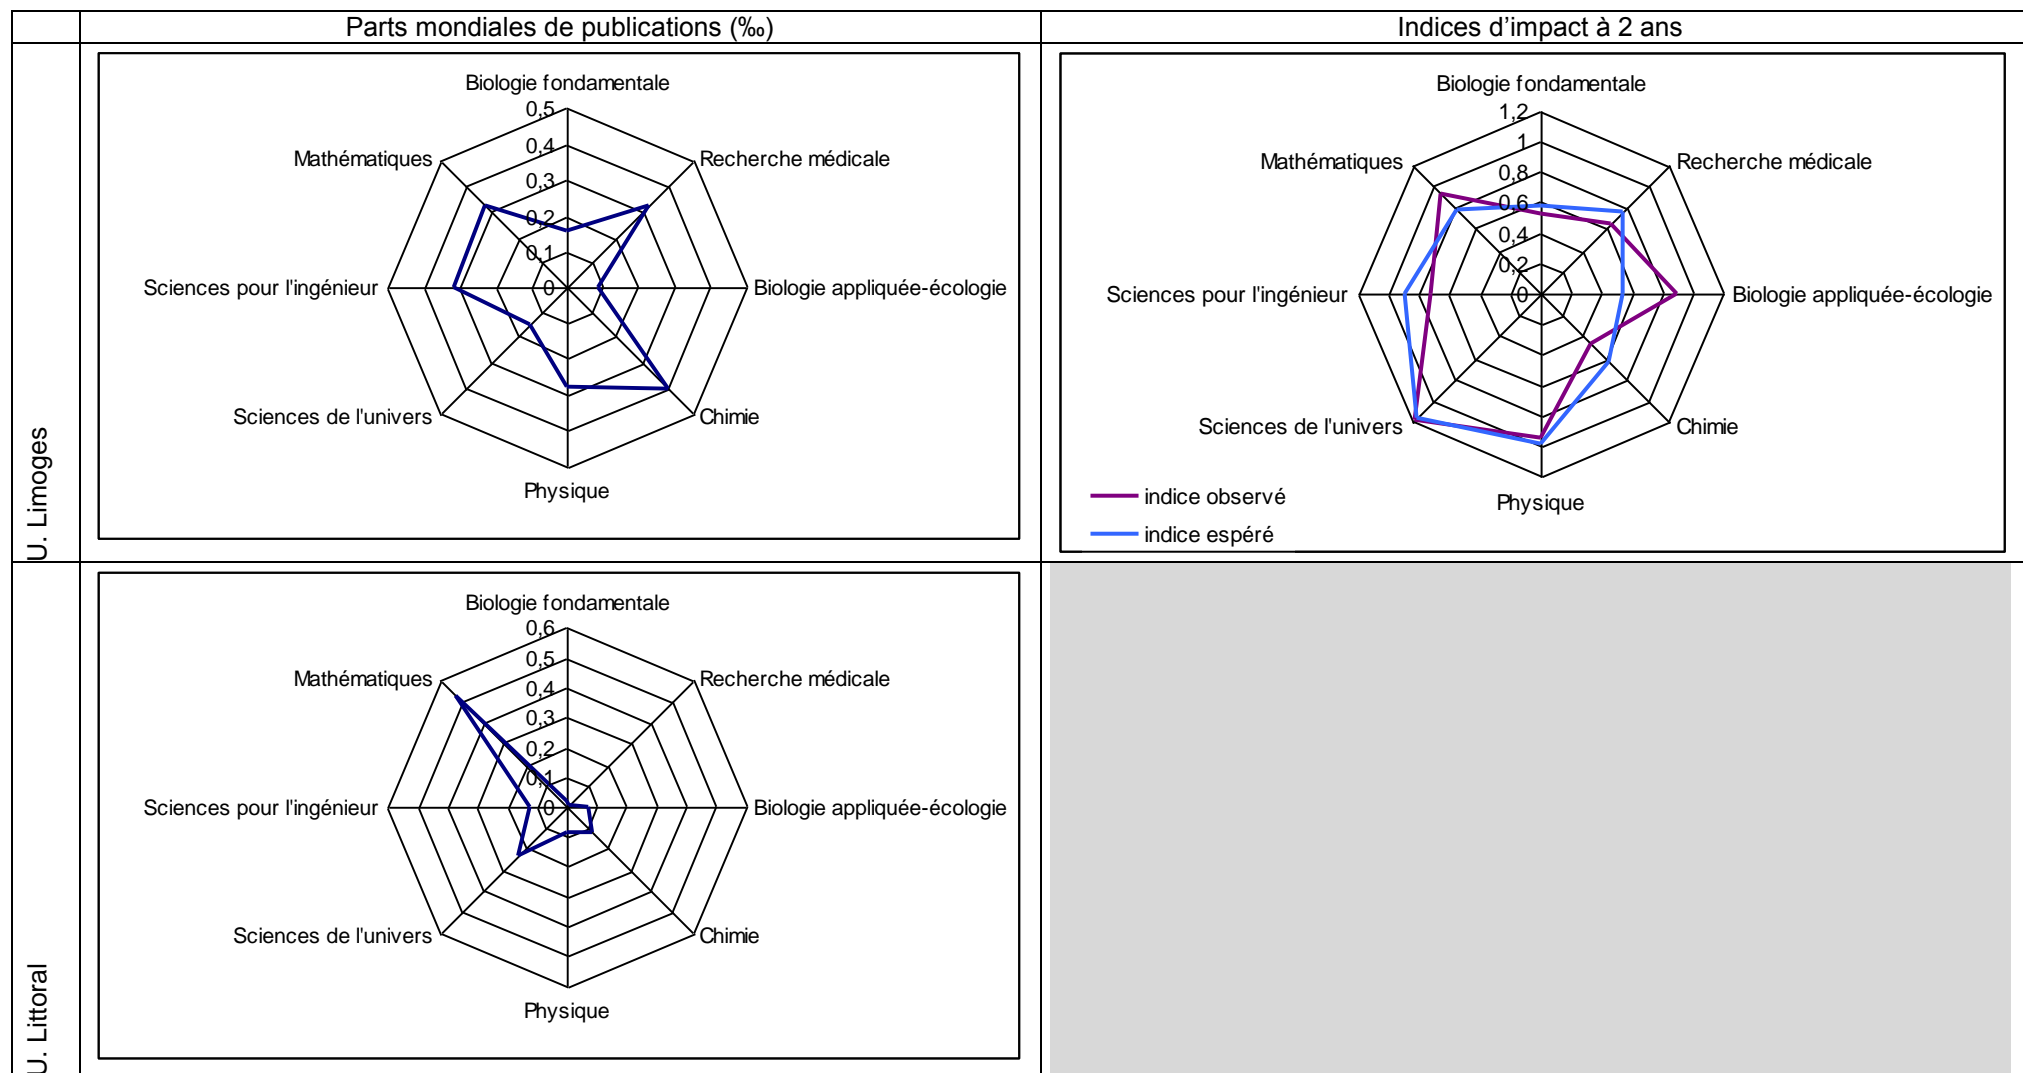 Parts mondiales de publications (‰)
Indices d'impact à 2 ans
U. Limoges
Biologie fondamentale
0,5
0,4
0,3
0,2
0,1
0
Recherche médicale
Biologie appliquée-écologie
Chimie
Physique
Sciences de l'univers
Sciences pour l'ingénieur
Mathématiques
Biologie fondamentale
1,2
1
0,8
0,6
0,4
0,2
0
Recherche médicale
Biologie appliquée-écologie
Chimie
Physique
Sciences de l'univers
Sciences pour l'ingénieur
Mathématiques
indice observé
indice espéré
U. Littoral
Biologie fondamentale
0,6
0,5
0,4
0,3
0,2
0,1
0
Recherche médicale
Biologie appliquée-écologie
Chimie
Physique
Sciences de l'univers
Sciences pour l'ingénieur
Mathématiques